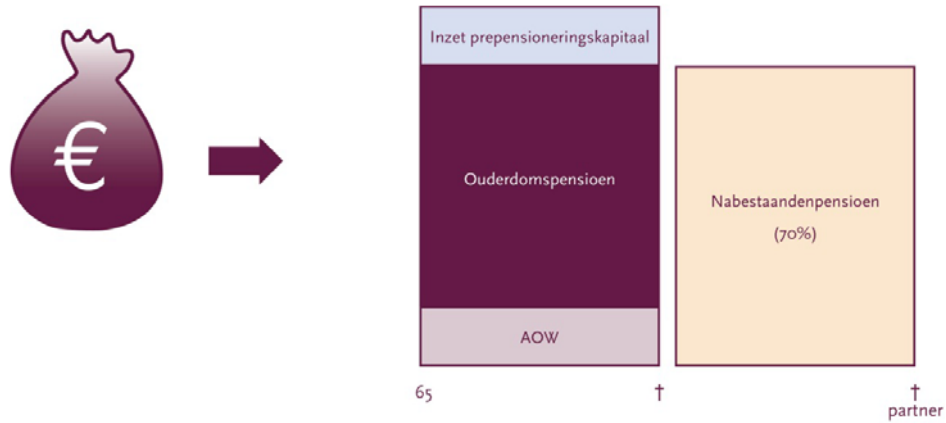 €
Inzet prepensioneringskapitaal
Ouderdomspensioen
AOW
Nabestaandenpensioen
(70%)
65
†
†
partner